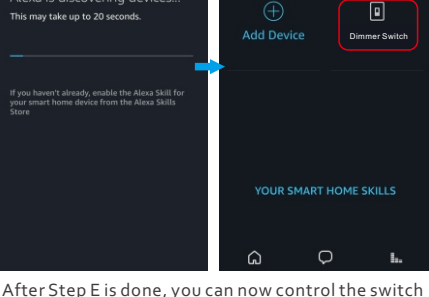 Alexa is discovering devices...
This may take up to 20 seconds.
If you haven't already, enable the Alexa Skill for
your smart home device from the Alexa Skills
Store
Add Device
Dimmer Switch
YOUR SMART HOME SKILLS
After Step E is done, you can now control the switch